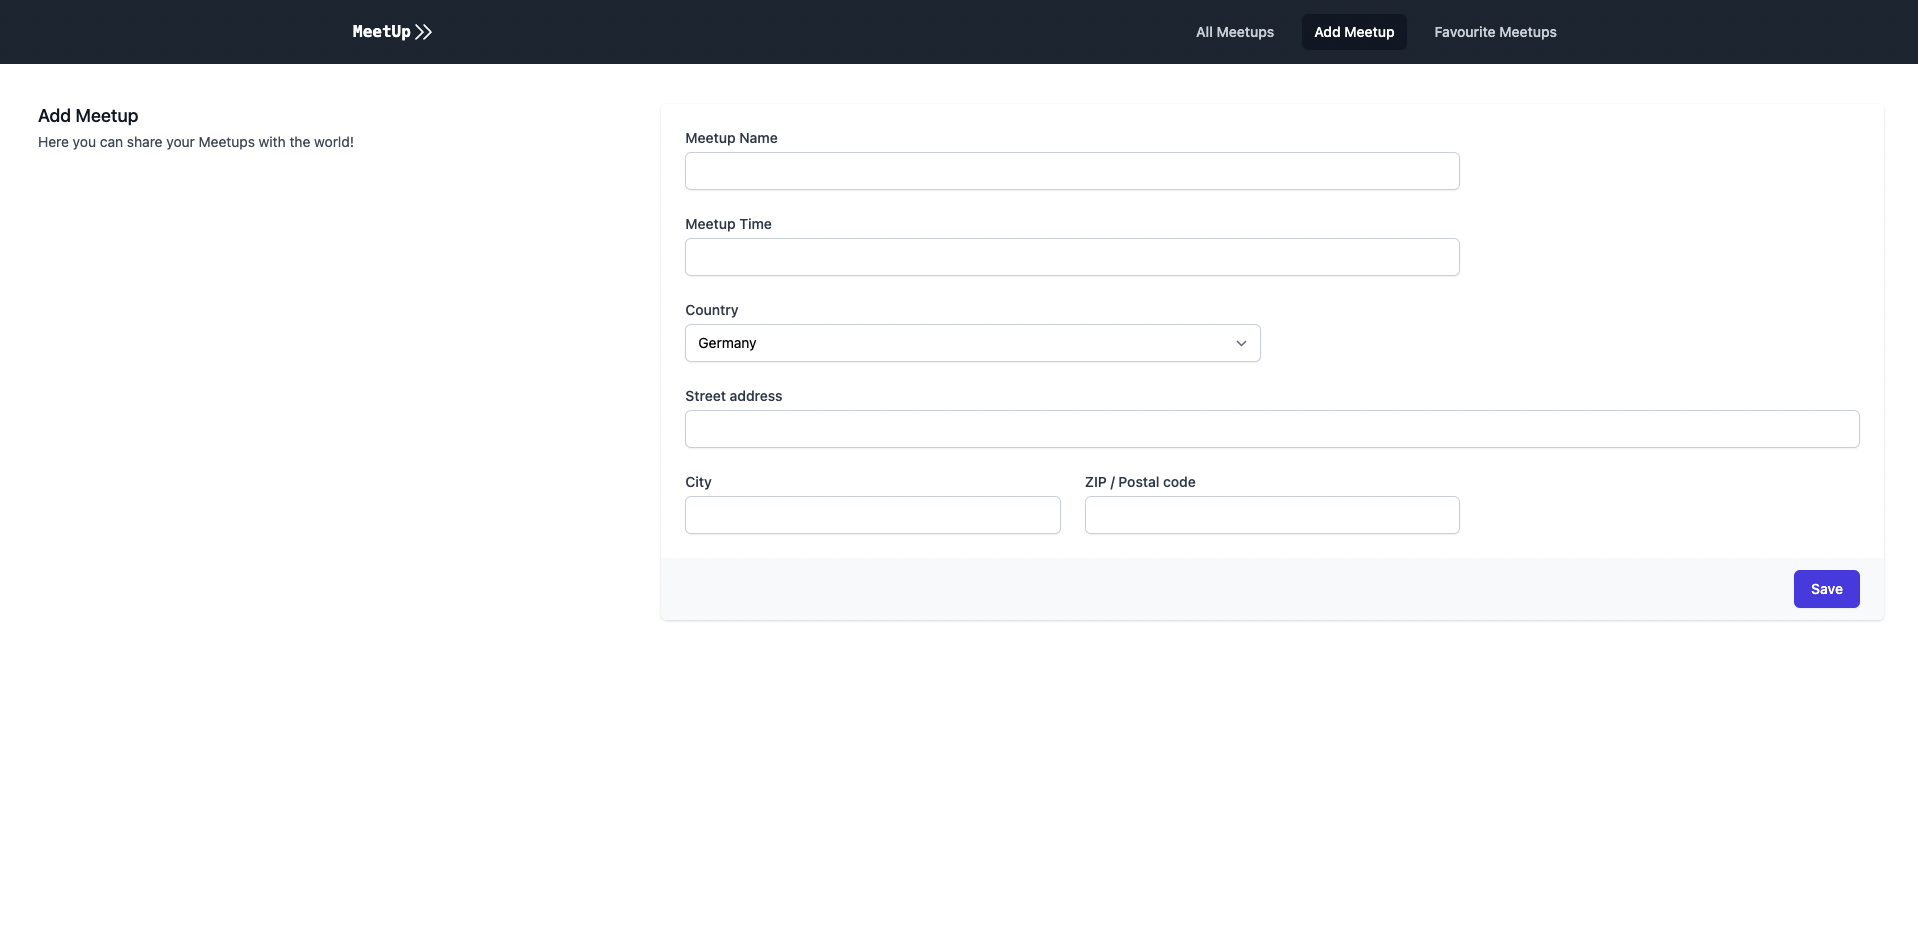 MeetUp
All Meetups
Add Meetup
Favourite Meetups
Add Meetup
Here you can share your Meetups with the world!
Meetup Name
Meetup Time
Country
Germany
Street address
City
ZIP / Postal code
Save